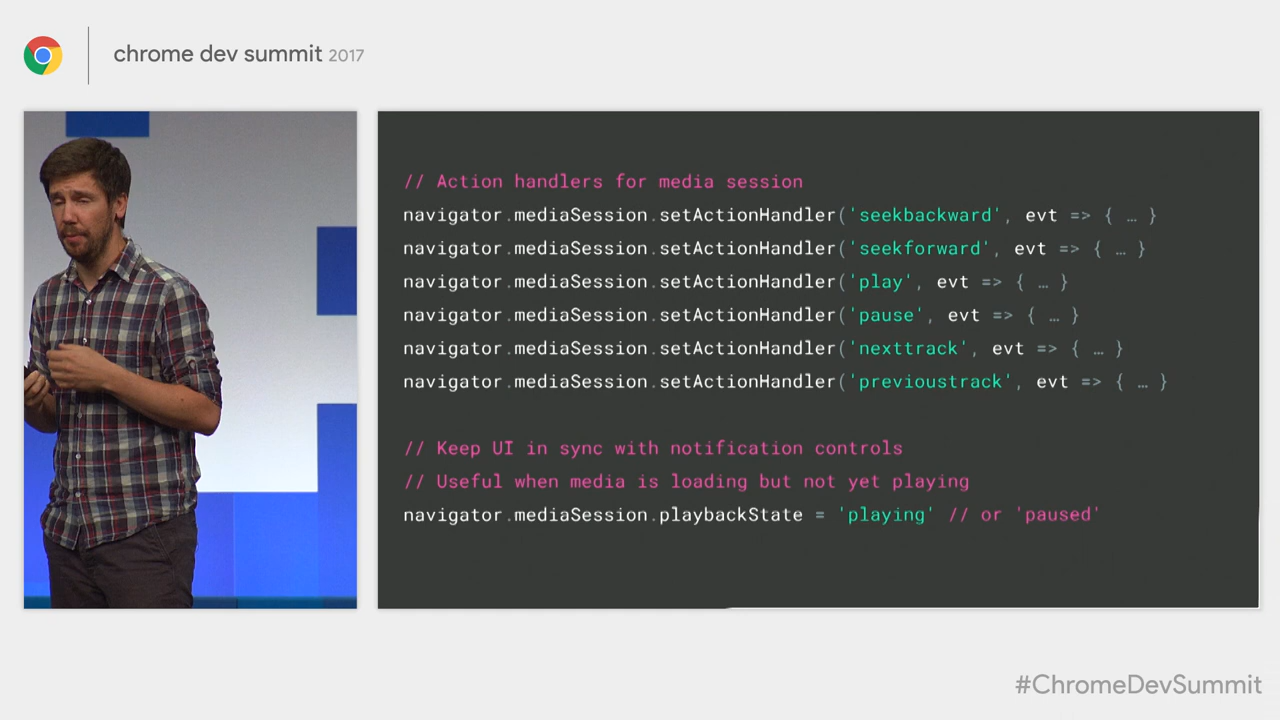 chrome dev summit 2017
// Action handlers for media session
navigator.mediaSession.setActionHandler('seekbackward', evt => { … }
navigator.mediaSession.setActionHandler('seekforward', evt => { … }
navigator.mediaSession.setActionHandler('play', evt => { … }
navigator.mediaSession.setActionHandler('pause', evt => { … }
navigator.mediaSession.setActionHandler('nexttrack', evt => { … }
navigator.mediaSession.setActionHandler('previoustrack', evt => { … }
// Keep UI in sync with notification controls
// Useful when media is loading but not yet playing
navigator.mediaSession.playbackState = 'playing' // or 'paused'
#ChromeDevSummit